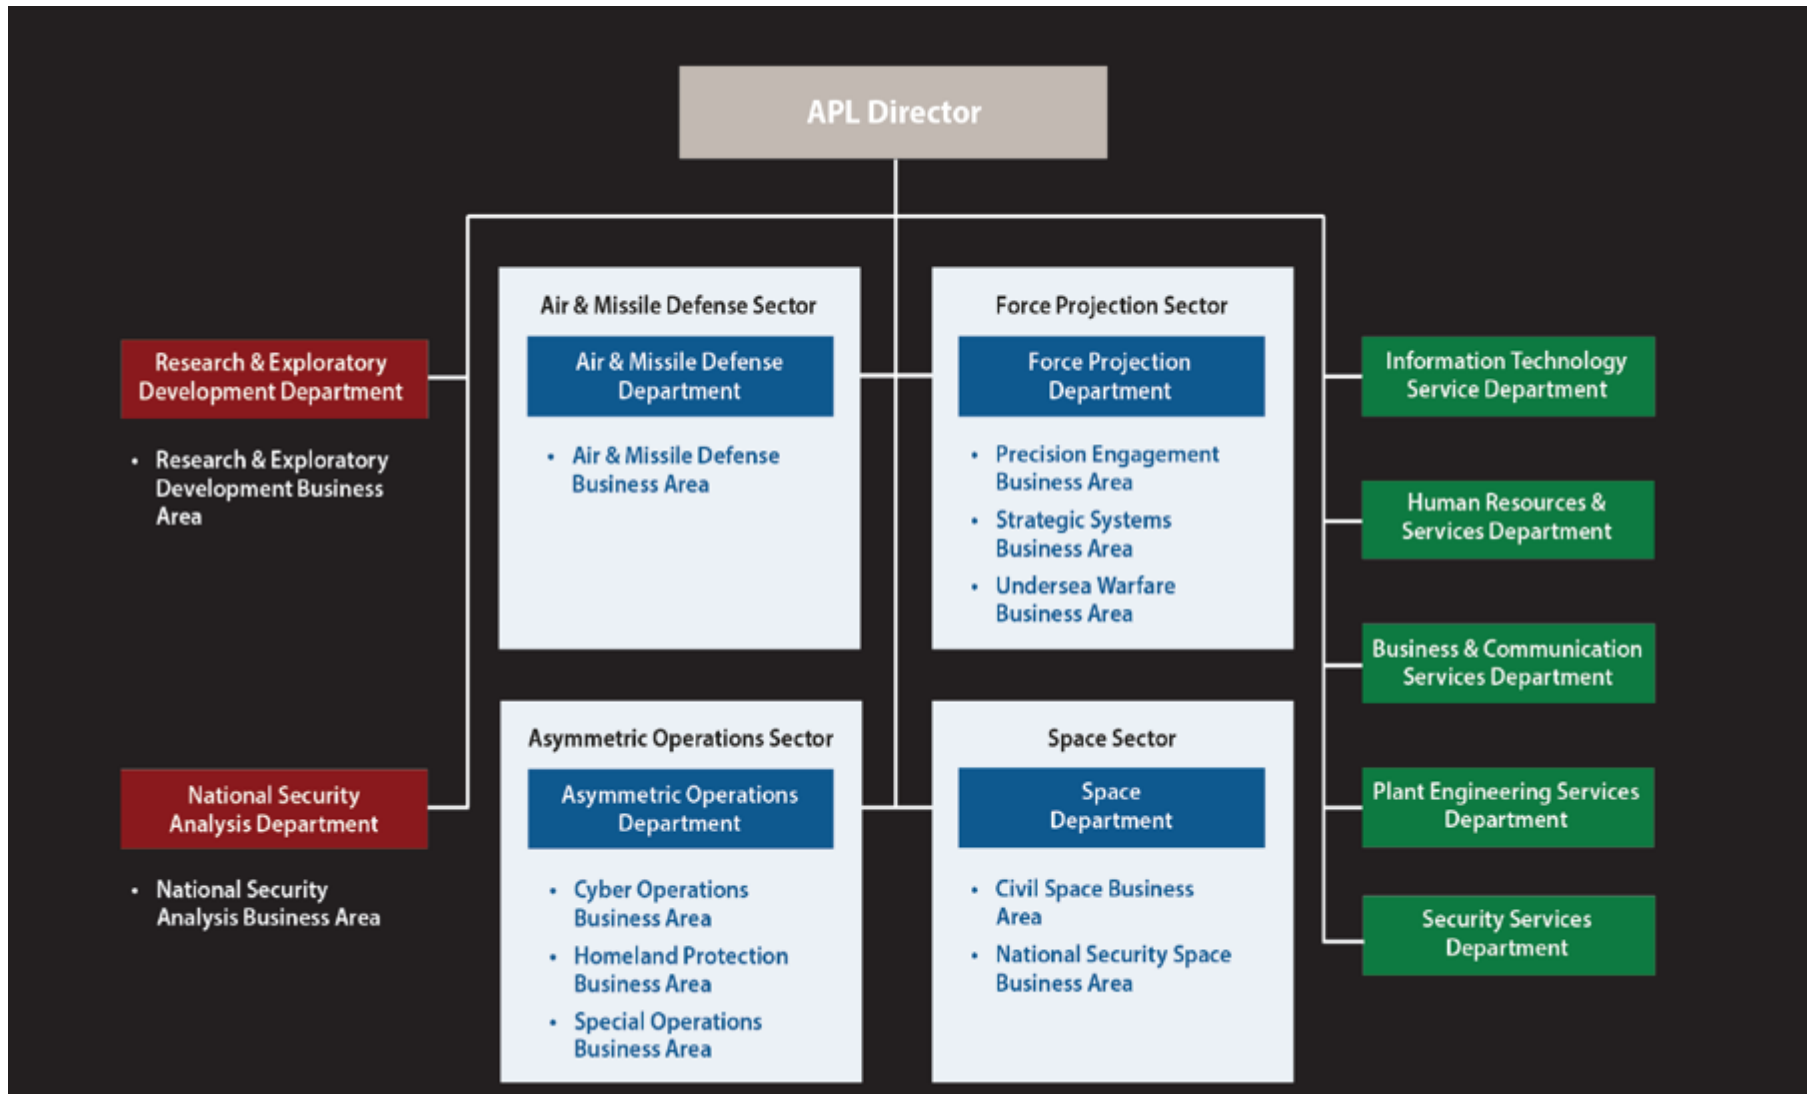 APL Director
Research & Exploratory
Development Department
• Research & Exploratory
Development Business
Area
National Security
Analysis Department
• National Security
Analysis Business Area
Air & Missile Defense Sector
Air & Missile Defense
Department
• Air & Missile Defense
Business Area
Force Projection Sector
Force Projection
Department
• Precision Engagement
Business Area
• Strategic Systems
Business Area
• Undersea Warfare
Business Area
Asymmetric Operations Sector
Asymmetric Operations
Department
• Cyber Operations
Business Area
• Homeland Protection
Business Area
• Special Operations
Business Area
Space Sector
Space
Department
• Civil Space Business
Area
• National Security Space
Business Area
Information Technology
Service Department
Human Resources &
Services Department
Business & Communication
Services Department
Plant Engineering Services
Department
Security Services
Department